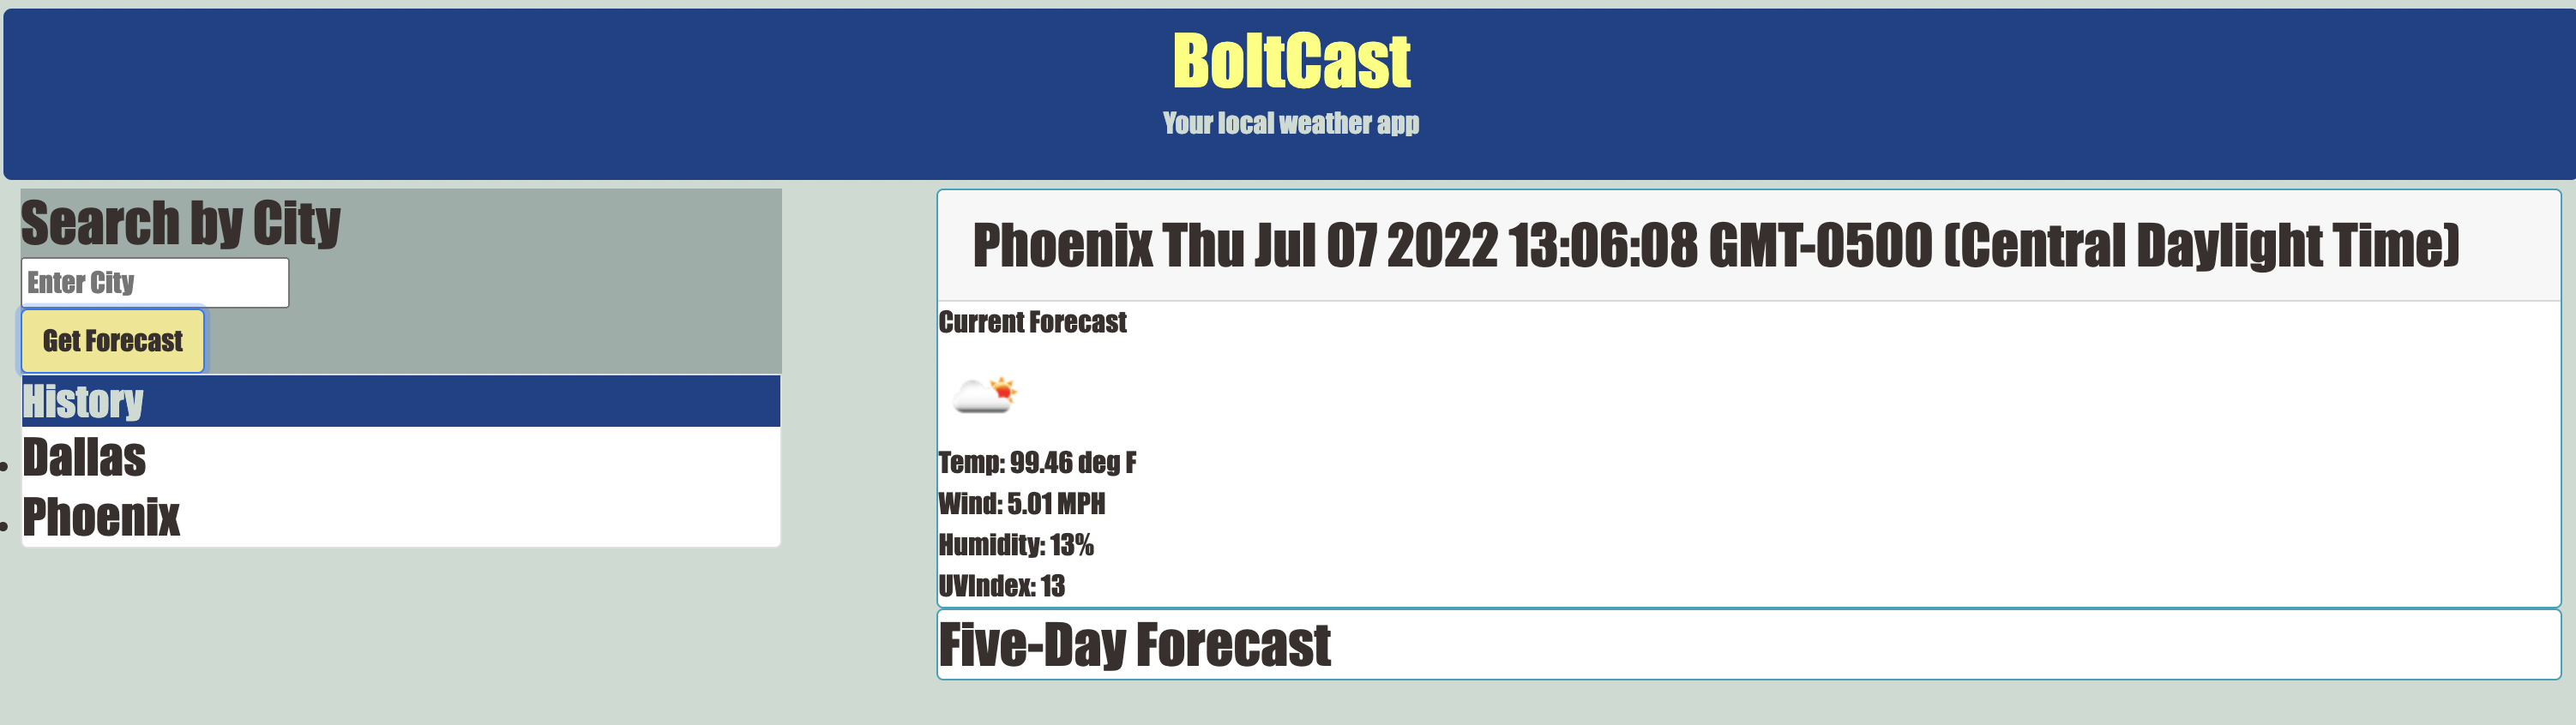 BoltCast
Your local weather app
Search by City
Enter City
Get Forecast
History
Dallas
Phoenix
Phoenix Thu Jul 07 2022 13:06:08 GMT-0500 (Central Daylight Time)
Current Forecast
Temp: 99.46 deg F
Wind: 5.01 MPH
Humidity: 13%
UVIndex: 13
Five-Day Forecast